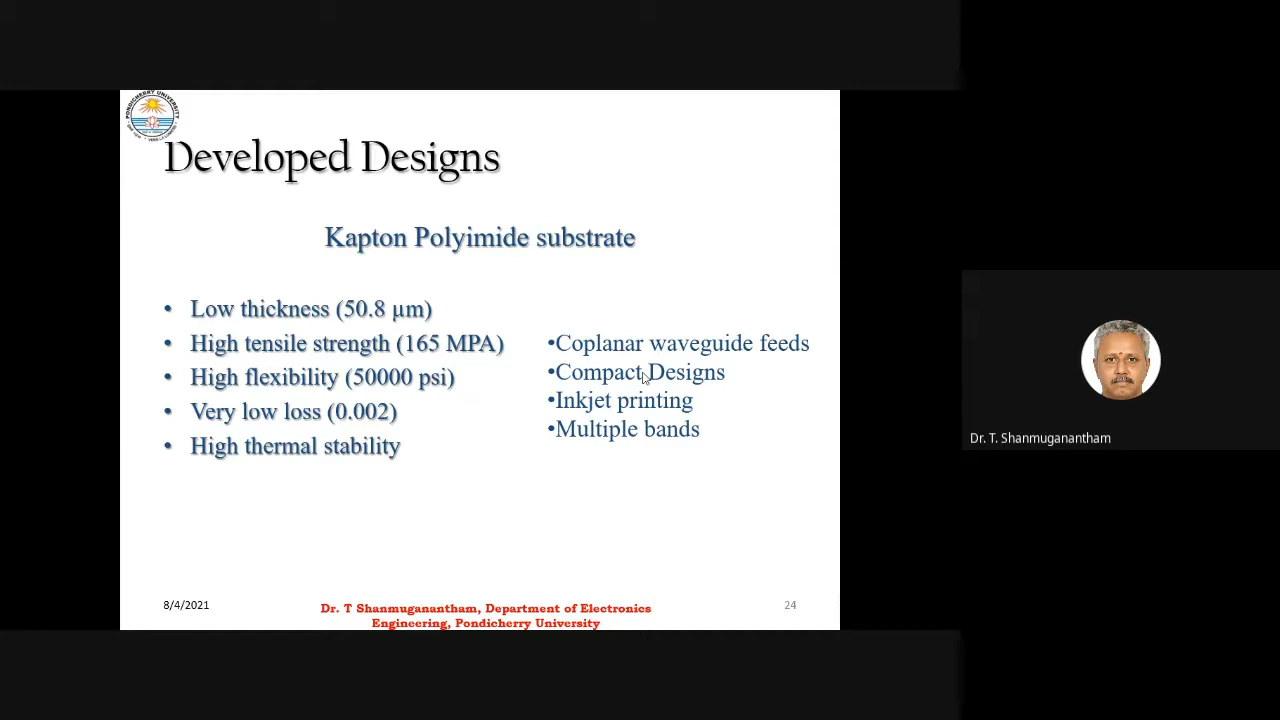 PONDICHERRY UNIVERSITY
Developed Designs
Kapton Polyimide substrate
• Low thickness (50.8 µm)
• High tensile strength (165 MPA)
• High flexibility (50000 psi)
• Very low loss (0.002)
• High thermal stability
•Coplanar waveguide feeds
•Compact Designs
•Inkjet printing
•Multiple bands
8/4/2021
Dr. T Shanmuganantham, Department of Electronics
Engineering, Pondicherry University
24
Dr. T. Shanmuganantham